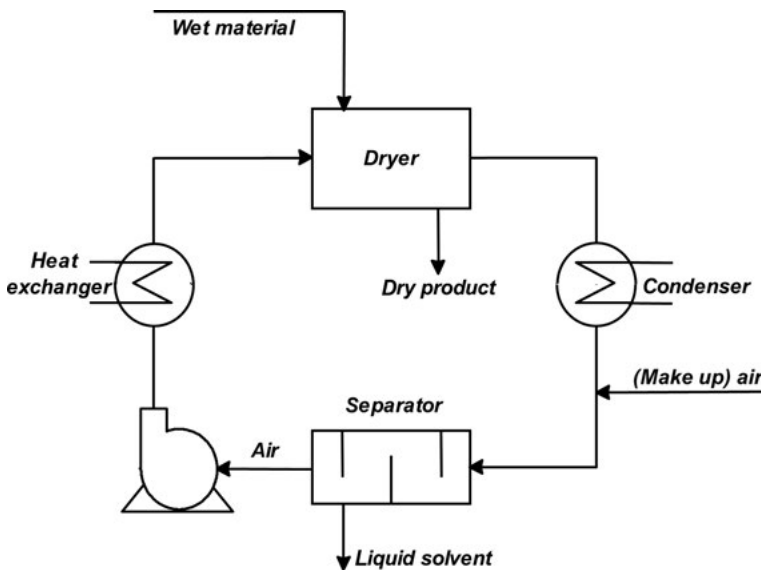 Wet material
Dryer
Heat
exchanger
Dry product
Condenser
(Make up) air
Separator
Air
Liquid solvent